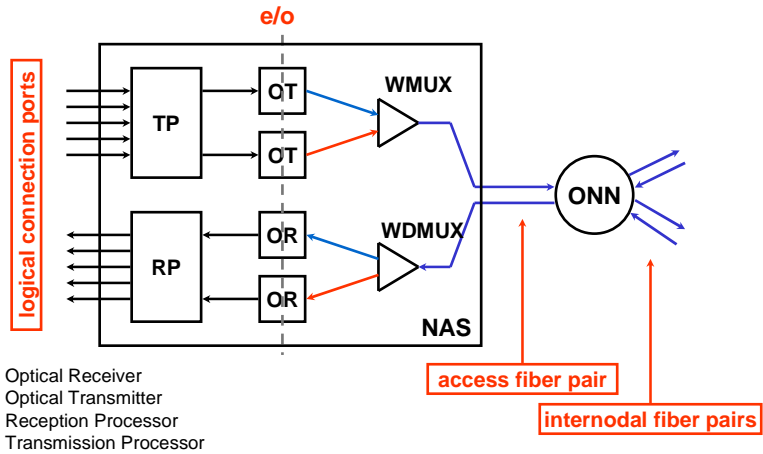 e/o
logical connection ports
TP
OT
OT
WMUX
ONN
RP
OR
OR
WDMUX
NAS
access fiber pair
internodal fiber pairs
Optical Receiver
Optical Transmitter
Reception Processor
Transmission Processor